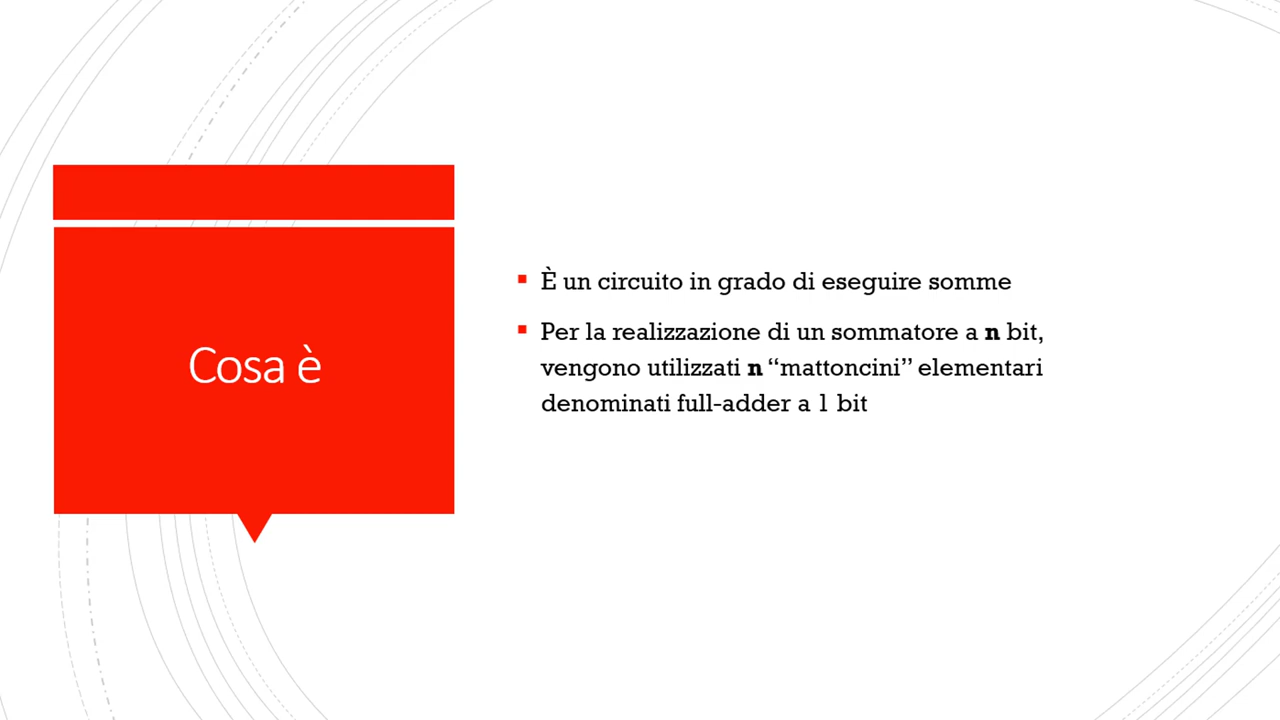 Cosa è
È un circuito in grado di eseguire somme
Per la realizzazione di un sommatore a n bit,
vengono utilizzati n “mattoncini” elementari
denominati full-adder a 1 bit